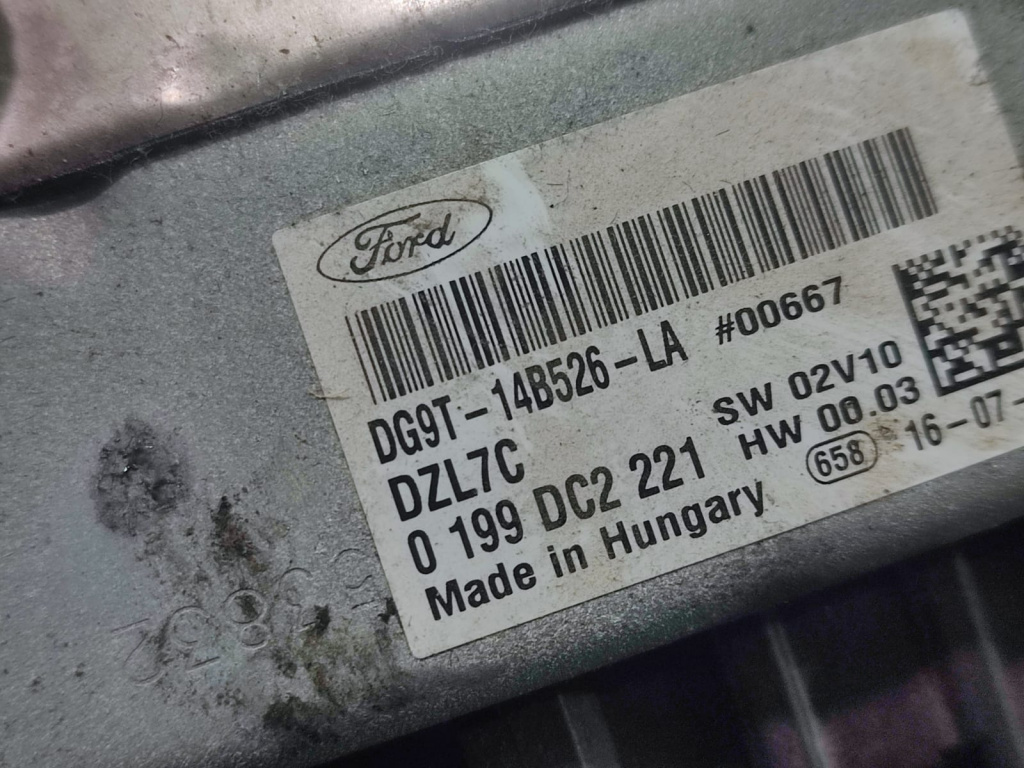 Ford
DG9T-14B526-LA #00667
DZL7C SW 02V10
0 199 DC2 221 HW 00.03
Made in Hungary 658 16-07-